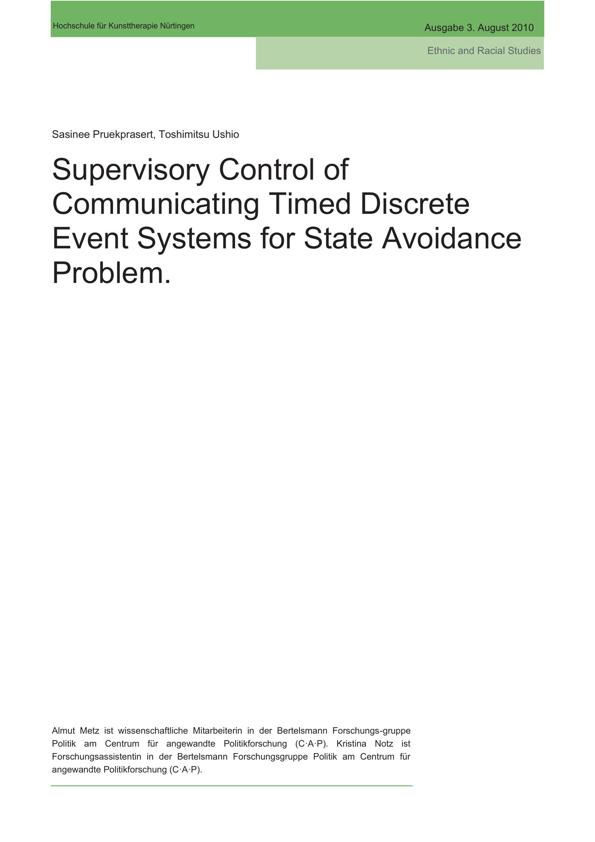 Hochschule für Kunsttherapie Nürtingen
Ausgabe 3. August 2010
Ethnic and Racial Studies
Sasinee Pruekprasert, Toshimitsu Ushio
Supervisory Control of
Communicating Timed Discrete
Event Systems for State Avoidance
Problem.
Almut Metz ist wissenschaftliche Mitarbeiterin in der Bertelsmann Forschungs-gruppe
Politik am Centrum für angewandte Politikforschung (C·A·P). Kristina Notz ist
Forschungsassistentin in der Bertelsmann Forschungsgruppe Politik am Centrum für
angewandte Politikforschung (C·A·P).